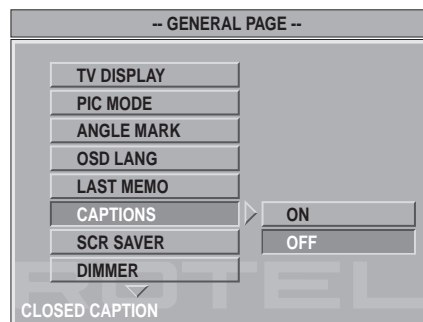 -- GENERAL PAGE --
TV DISPLAY
PIC MODE
ANGLE MARK
OSD LANG
LAST MEMO
CAPTIONS
ON
SCR SAVER
OFF
DIMMER
ROTEL
CLOSED CAPTION